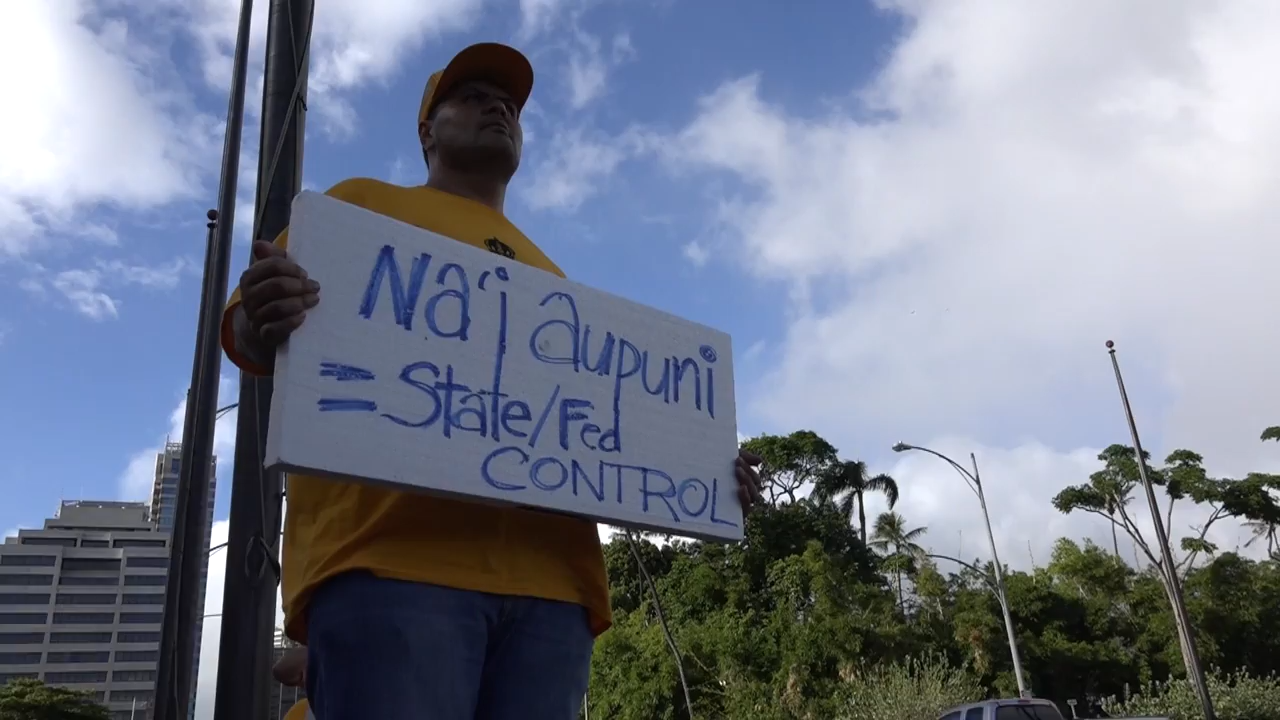 Na'i aupuni
= State/Fed
CONTROL